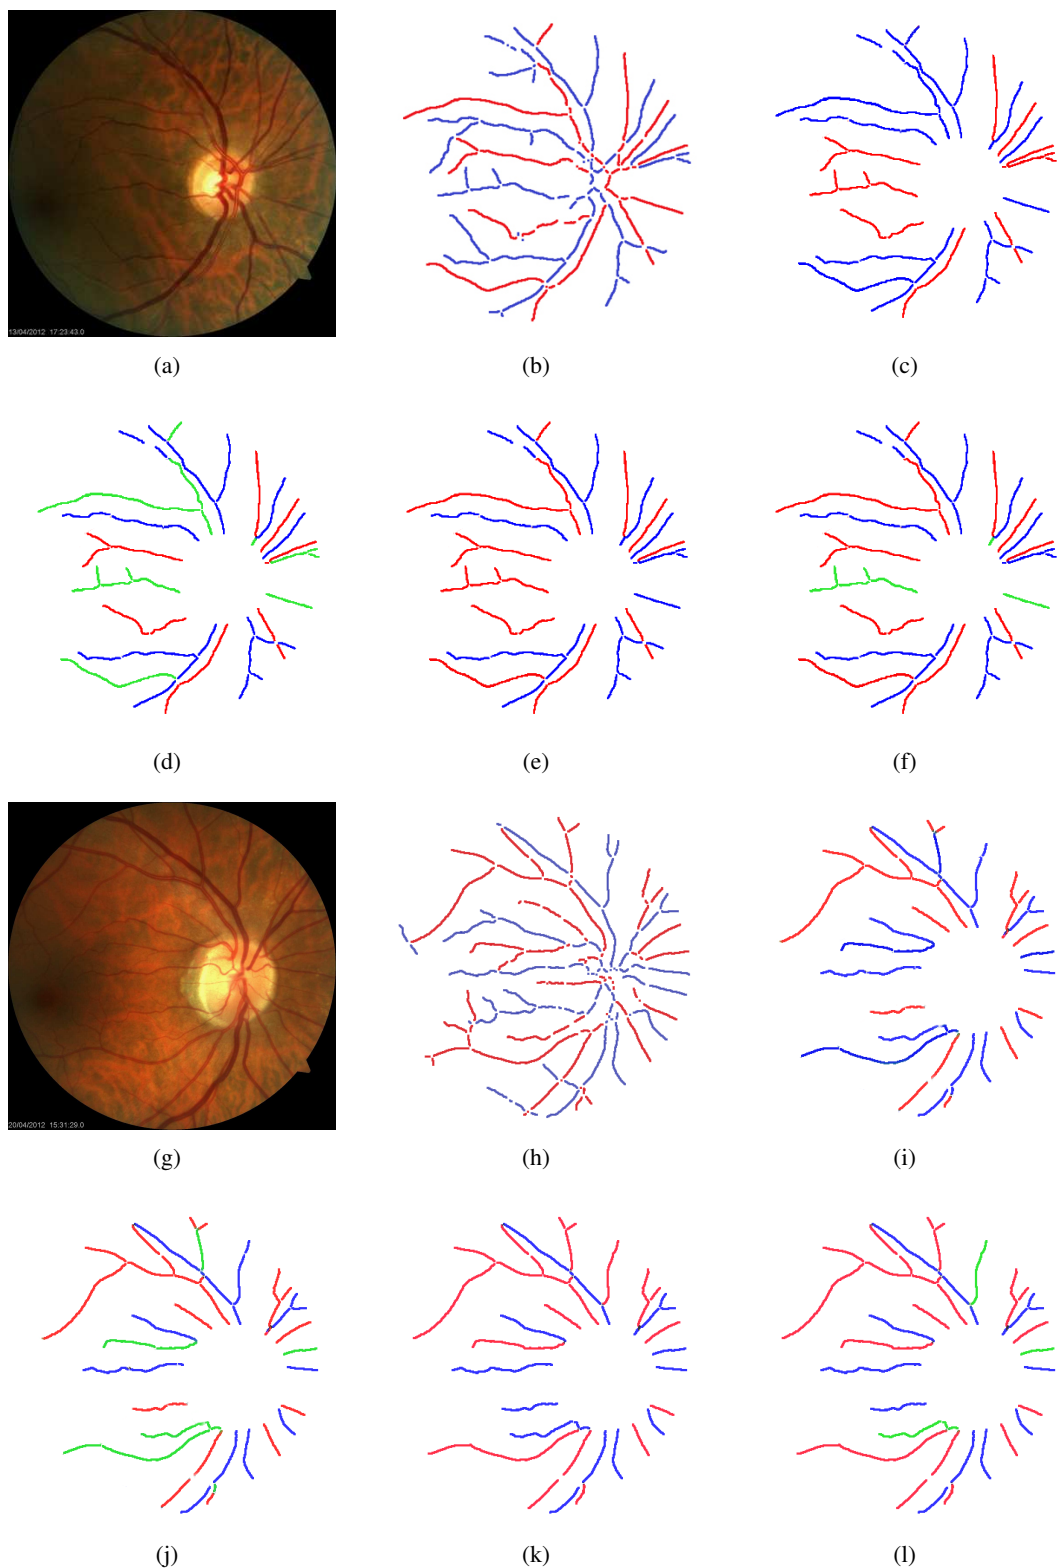 13/04/2012 17:23:43.0
(a)
(b)
(c)
(d)
(e)
(f)
20/04/2012 15:31:29.0
(g)
(h)
(i)
(j)
(k)
(l)